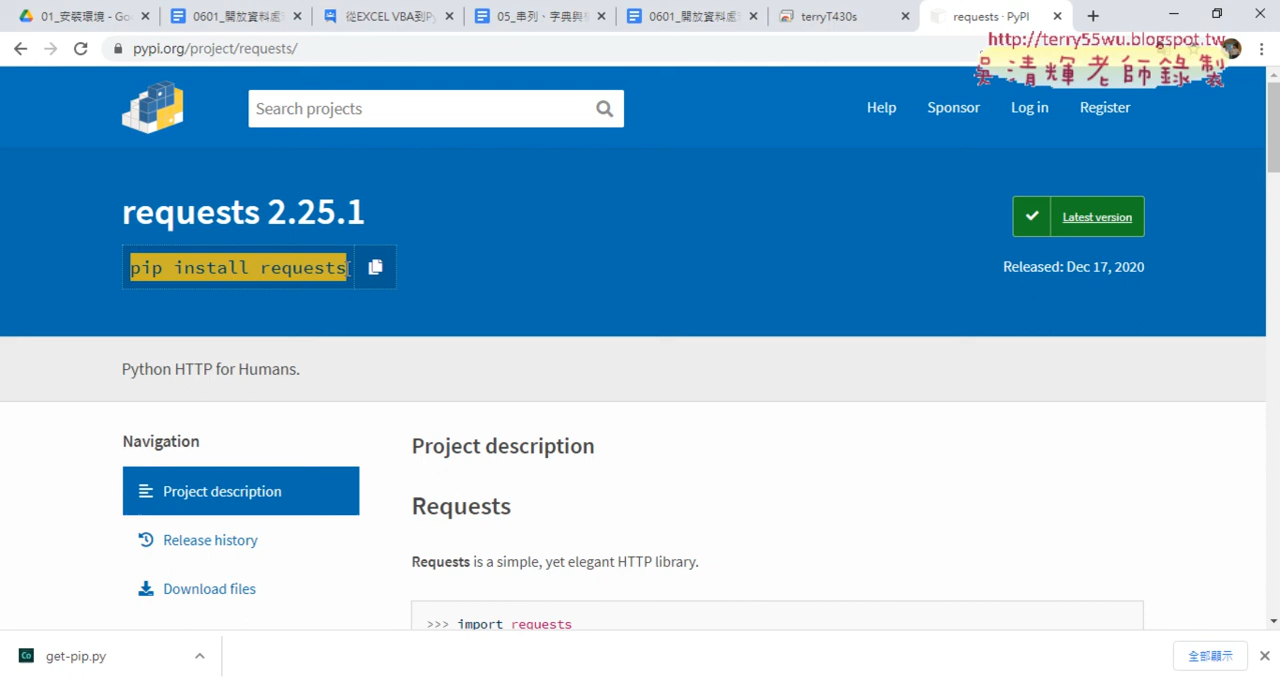 01_安裝環境 - Go
0601_開放資料處
從EXCEL VBA到Py
05_串列、字典與
0601_開放資料處
terryT430s
requests · PyPI
pypi.org/project/requests/
http://terry55wu.blogspot.tw
吳清輝老師錄製
Search projects
Help
Sponsor
Log in
Register
requests 2.25.1
Latest version
pip install requests
Released: Dec 17, 2020
Python HTTP for Humans.
Navigation
Project description
Release history
Download files
Project description
Requests
Requests is a simple, yet elegant HTTP library.
>>> import requests
get-pip.py
全部顯示